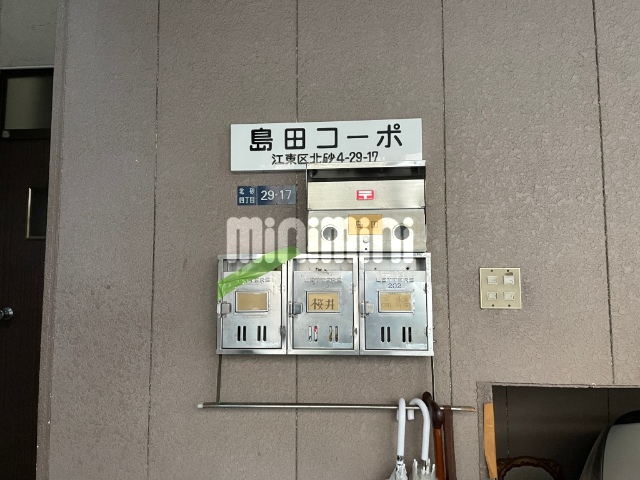 島田コーポ
江東区北砂4-29-17
北砂
四丁目
29-17
〒
minimini
桜井
202